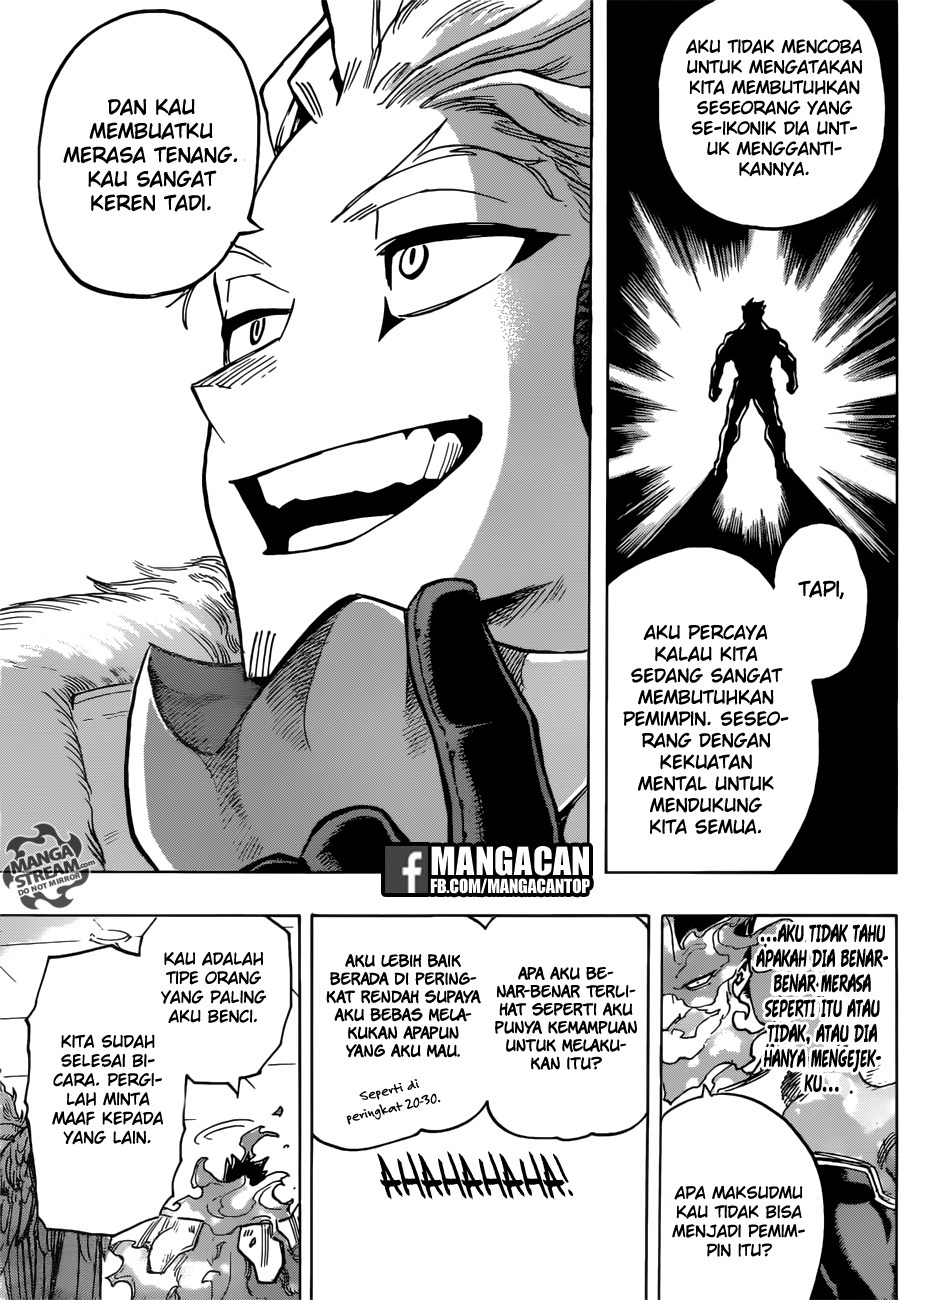 AKU TIDAK MENCOBA
UNTUK MENGATAKAN
KITA MEMBUTUHKAN
SESEORANG YANG
SE-IKONIK DIA UNT-
UK MENGGANTI-
KANNYA.
TAPI,
AKU PERCAYA
KALAU KITA
SEDANG SANGAT
MEMBUTUHKAN
PEMIMPIN. SESEO-
RANG DENGAN
KEKUATAN
MENTAL UNTUK
MENDUKUNG
KITA SEMUA.
DAN KAU
MEMBUATKU
MERASA TENANG.
KAU SANGAT
KEREN TADI.
MANGA
STREAM.com
DO NOT MIRROR!
f MANGACAN
FB.COM/MANGACANTOP
...AKU TIDAK TAHU
APAKAH DIA BENAR-
BENAR MERASA
SEPERTI ITU ATAU
TIDAK, ATAU DIA
HANYA MENGEJEK-
KU...
APA MAKSUDMU
KAU TIDAK BISA
MENJADI PEMIM-
PIN ITU?
APA AKU BE-
NAR-BENAR TERLI-
HAT SEPERTI AKU
PUNYA KEMAMPUAN
UNTUK MELAKU-
KAN ITU?
AKU LEBIH BAIK
BERADA DI PERING-
KAT RENDAH SUPAYA
AKU BEBAS MELA-
KUKAN APAPUN
YANG AKU MAU.
Seperti di
peringkat 20-30.
AHAHAHAHA!
KAU ADALAH
TIPE ORANG
YANG PALING
AKU BENCI.
KITA SUDAH
SELESAI BI-
CARA. PERGI-
LAH MINTA
MAAF KEPADA
YANG LAIN.